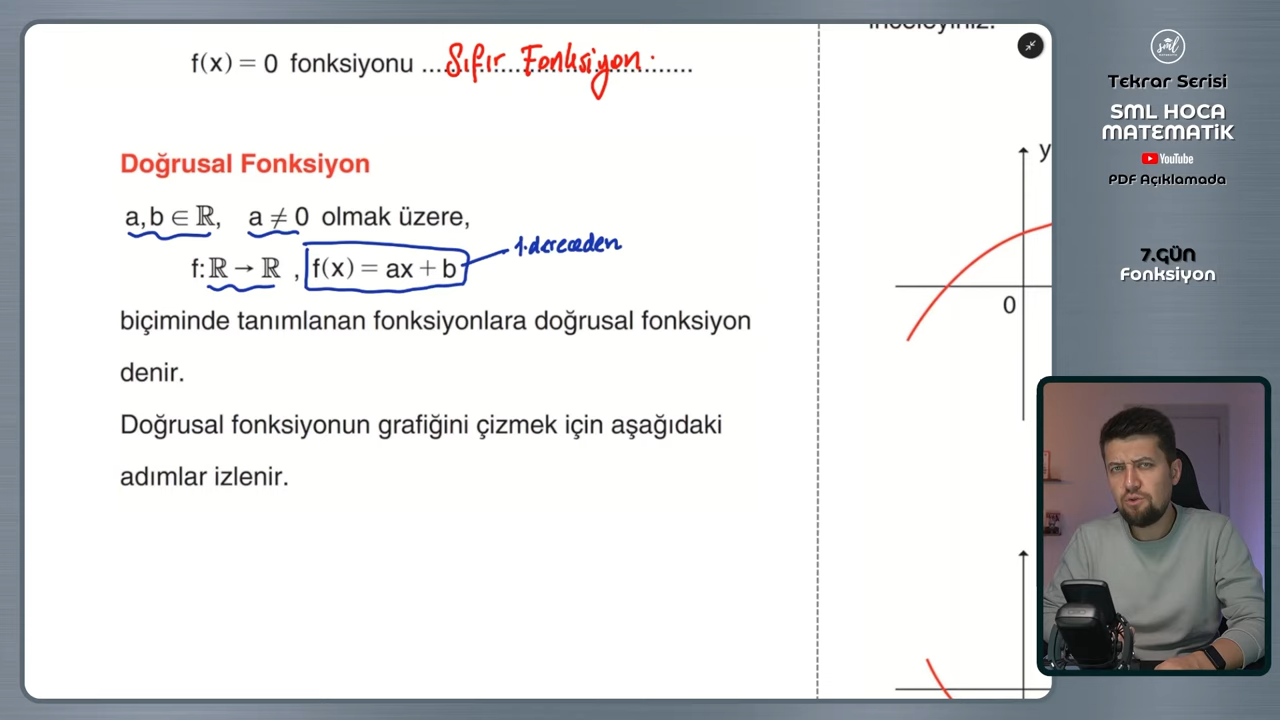 inceleyiniz.
f(x) = 0 fonksiyonu ....Sıfır Fonksiyon.....
Doğrusal Fonksiyon
a,b ∈ ℝ, a ≠ 0 olmak üzere,
1.dereceden
f: ℝ → ℝ , f(x) = ax + b
biçiminde tanımlanan fonksiyonlara doğrusal fonksiyon
denir.
Doğrusal fonksiyonun grafiğini çizmek için aşağıdaki
adımlar izlenir.
y
0
sml
Tekrar Serisi
SML HOCA
MATEMATİK
YouTube
PDF Açıklamada
7.GÜN
Fonksiyon